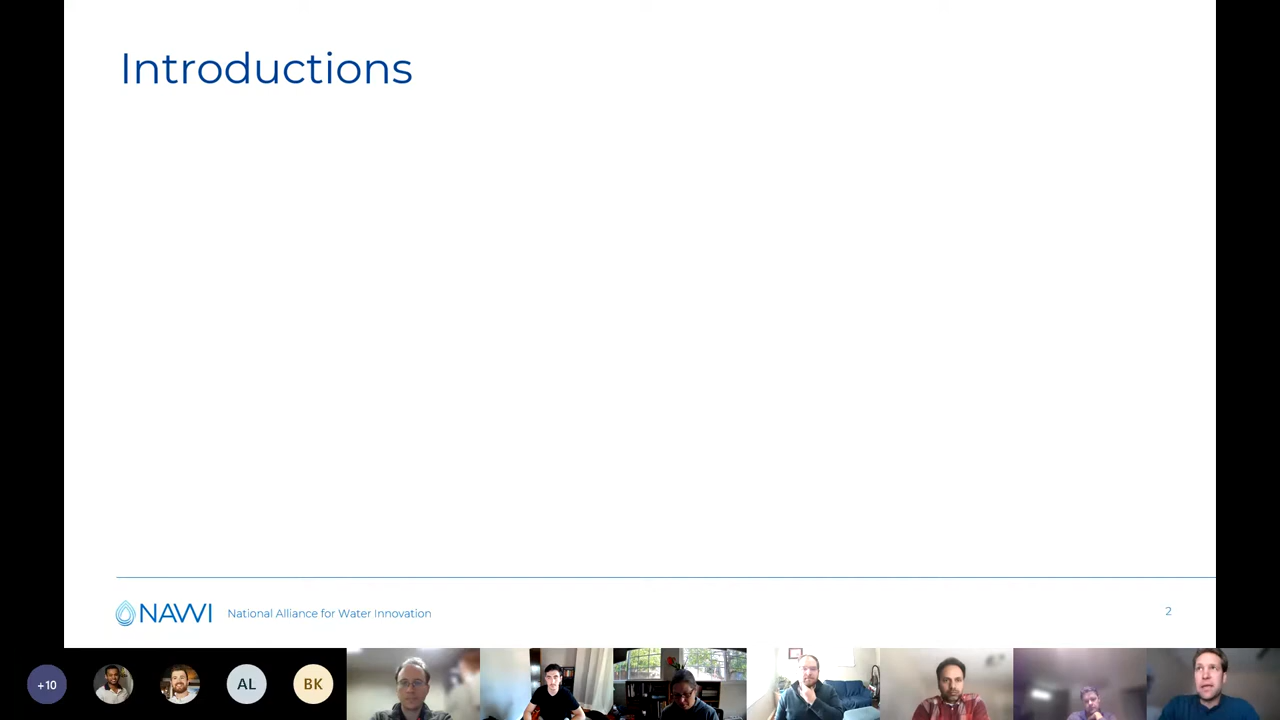 Introductions
NAWI
National Alliance for Water Innovation
2
+10
AL
BK